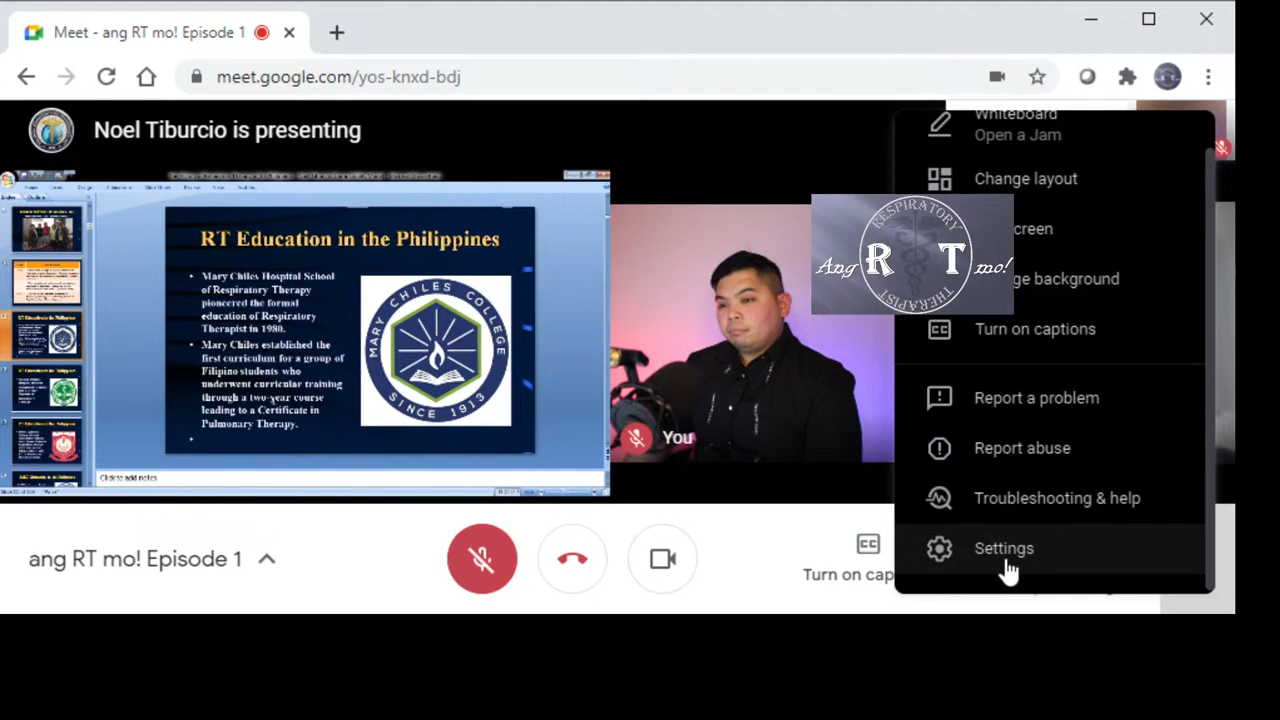 Meet - ang RT mo! Episode 1
meet.google.com/yos-knxd-bdj
Noel Tiburcio is presenting
Whiteboard
Open a Jam
Change layout
creen
ge background
Turn on captions
Report a problem
Report abuse
Troubleshooting & help
Settings
RESPIRATORY
Ang R T mo!
THERAPIST
RT Education in the Philippines
• Mary Chiles Hospital School
of Respiratory Therapy
pioneered the formal
education of Respiratory
Therapist in 1980.
• Mary Chiles established the
first curriculum for a group of
Filipino students who
underwent curricular training
through a two-year course
leading to a Certificate in
Pulmonary Therapy.
MARY CHILES COLLEGE
SINCE 1913
Click to add notes
You
ang RT mo! Episode 1
CC
Turn on cap